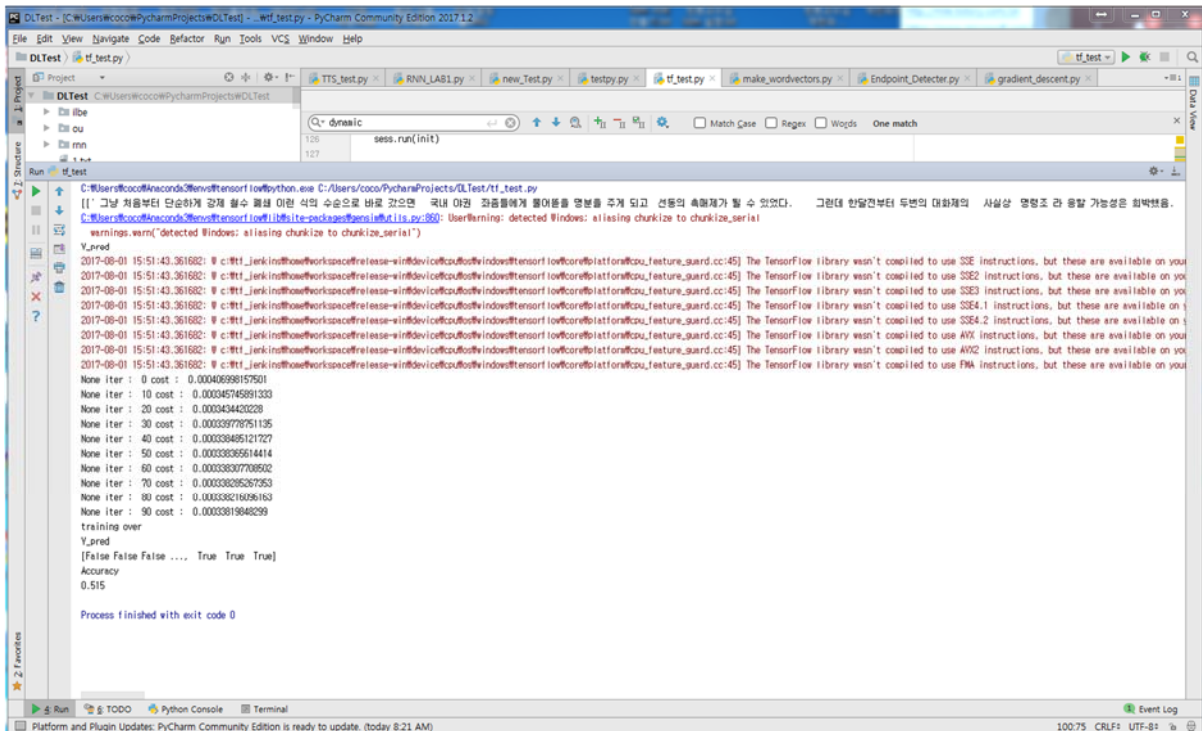 DLTest - [C:₩Users₩coco₩PycharmProjects₩DLTest] - ...₩tf_test.py - PyCharm Community Edition 2017.1.2
File Edit View Navigate Code Refactor Run Tools VCS Window Help
DLTest tf_test.py tf_test
Project TTS_test.py RNN_LAB1.py new_Test.py testpy.py tf_test.py make_wordvectors.py Endpoint_Detecter.py gradient_descent.py
1: Project
DLTest C:₩Users₩coco₩PycharmProjects₩DLTest
ilbe
ou
rnn
1.txt
dynamic Match Case Regex Words One match
126 sess.run(init)
127
Data View
Z: Structure
Run tf_test
C:₩Users₩coco₩Anaconda3₩envs₩tensorflow₩python.exe C:/Users/coco/PycharmProjects/DLTest/tf_test.py
[[' 그냥 처음부터 단순하게 강제 철수 폐쇄 이런 식의 수순으로 바로 갔으면 국내 야권 좌좀들에게 물어뜯을 명분을 주게 되고 선동의 촉매제가 될 수 있었다. 그런데 한달전부터 두번의 대화제의 사실상 명령조 라 응할 가능성은 희박했음.
C:₩Users₩coco₩Anaconda3₩envs₩tensorflow₩lib₩site-packages₩gensim₩utils.py:860: UserWarning: detected Windows; aliasing chunkize to chunkize_serial
warnings.warn("detected Windows; aliasing chunkize to chunkize_serial")
Y_pred
2017-08-01 15:51:43.361682: W c:₩tf_jenkins₩home₩workspace₩release-win₩device₩cpu₩os₩windows₩tensorflow₩core₩platform₩cpu_feature_guard.cc:45] The TensorFlow library wasn't compiled to use SSE instructions, but these are available on you
2017-08-01 15:51:43.361682: W c:₩tf_jenkins₩home₩workspace₩release-win₩device₩cpu₩os₩windows₩tensorflow₩core₩platform₩cpu_feature_guard.cc:45] The TensorFlow library wasn't compiled to use SSE2 instructions, but these are available on yo
2017-08-01 15:51:43.361682: W c:₩tf_jenkins₩home₩workspace₩release-win₩device₩cpu₩os₩windows₩tensorflow₩core₩platform₩cpu_feature_guard.cc:45] The TensorFlow library wasn't compiled to use SSE3 instructions, but these are available on yo
2017-08-01 15:51:43.361682: W c:₩tf_jenkins₩home₩workspace₩release-win₩device₩cpu₩os₩windows₩tensorflow₩core₩platform₩cpu_feature_guard.cc:45] The TensorFlow library wasn't compiled to use SSE4.1 instructions, but these are available on y
2017-08-01 15:51:43.361682: W c:₩tf_jenkins₩home₩workspace₩release-win₩device₩cpu₩os₩windows₩tensorflow₩core₩platform₩cpu_feature_guard.cc:45] The TensorFlow library wasn't compiled to use SSE4.2 instructions, but these are available on y
2017-08-01 15:51:43.361682: W c:₩tf_jenkins₩home₩workspace₩release-win₩device₩cpu₩os₩windows₩tensorflow₩core₩platform₩cpu_feature_guard.cc:45] The TensorFlow library wasn't compiled to use AVX instructions, but these are available on you
2017-08-01 15:51:43.361682: W c:₩tf_jenkins₩home₩workspace₩release-win₩device₩cpu₩os₩windows₩tensorflow₩core₩platform₩cpu_feature_guard.cc:45] The TensorFlow library wasn't compiled to use AVX2 instructions, but these are available on yo
2017-08-01 15:51:43.361682: W c:₩tf_jenkins₩home₩workspace₩release-win₩device₩cpu₩os₩windows₩tensorflow₩core₩platform₩cpu_feature_guard.cc:45] The TensorFlow library wasn't compiled to use FMA instructions, but these are available on you
None iter : 0 cost : 0.000406998157501
None iter : 10 cost : 0.000345745891333
None iter : 20 cost : 0.0003434420228
None iter : 30 cost : 0.000339778751135
None iter : 40 cost : 0.000338485121727
None iter : 50 cost : 0.000338365614414
None iter : 60 cost : 0.000338307708502
None iter : 70 cost : 0.000338285267353
None iter : 80 cost : 0.000338216096163
None iter : 90 cost : 0.00033819848299
training over
Y_pred
[False False False ..., True True True]
Accuracy
0.515
Process finished with exit code 0
2: Favorites
4: Run 6: TODO Python Console Terminal 1 Event Log
Platform and Plugin Updates: PyCharm Community Edition is ready to update. (today 8:21 AM) 100:75 CRLF UTF-8